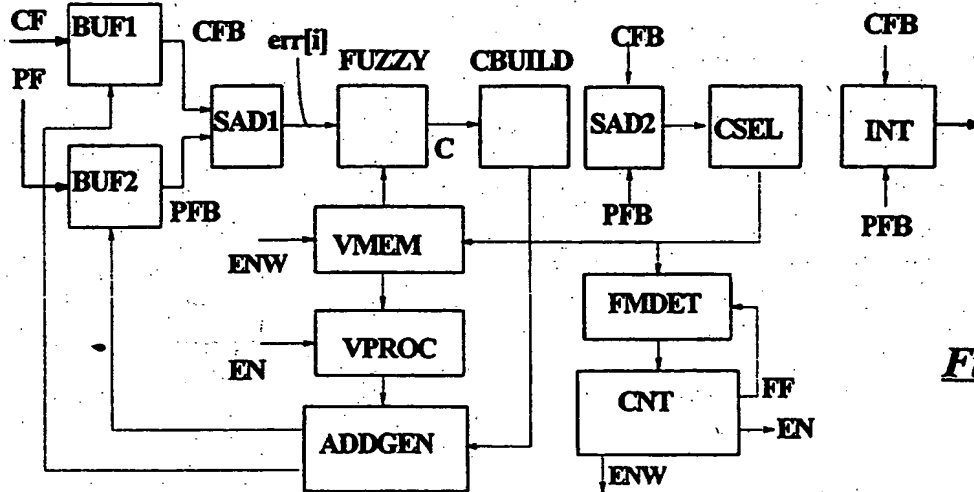 CF
BUF1
CFB
err[i]
FUZZY
CBUILD
CFB
CFB
PF
SAD1
C
SAD2
CSEL
INT
BUF2
PFB
PFB
PFB
ENW
VMEM
FMDET
EN
VPROC
FF
CNT
EN
ADDGEN
ENW